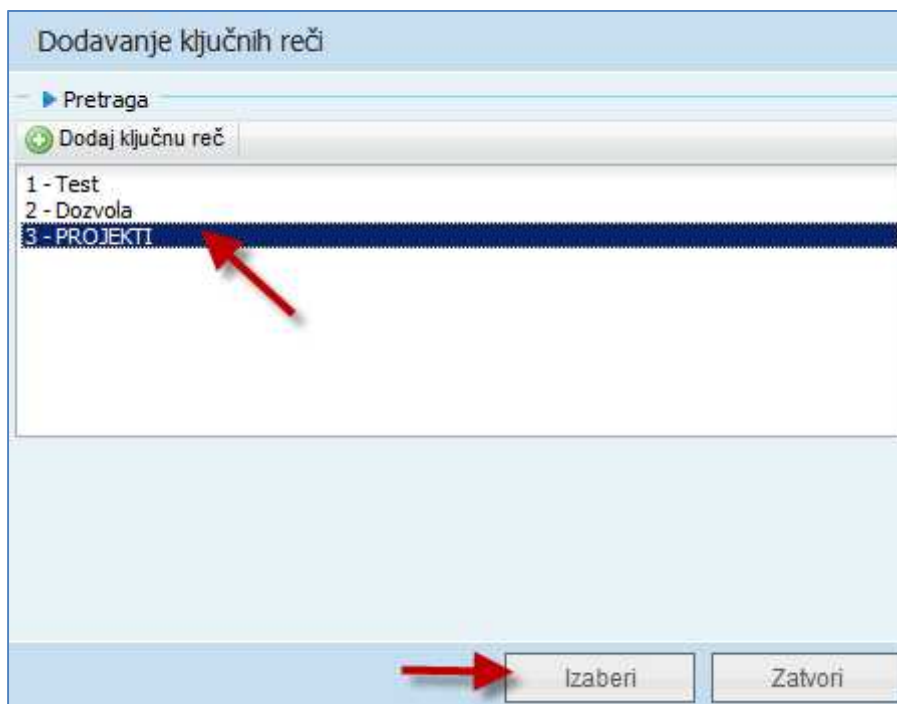 Dodavanje ključnih reči
Pretraga
Dodaj ključnu reč
1 - Test
2 - Dozvola
3 - PROJEKTI
Izaberi
Zatvori